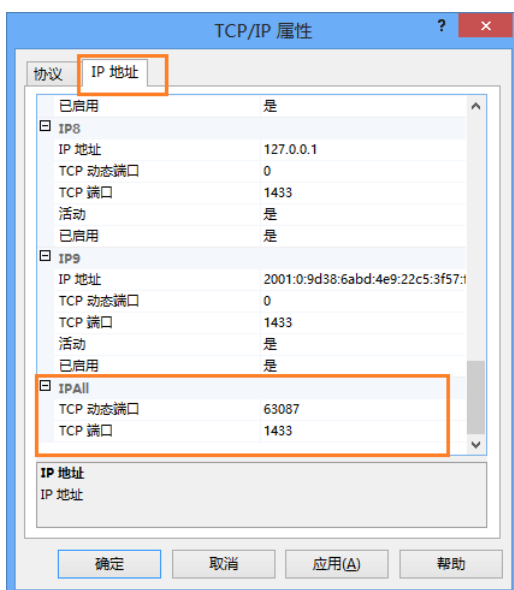 TCP/IP 属性
?
×
协议 IP 地址
已启用 是
IP8
IP 地址 127.0.0.1
TCP 动态端口 0
TCP 端口 1433
活动 是
已启用 是
IP9
IP 地址 2001:0:9d38:6abd:4e9:22c5:3f57:f
TCP 动态端口 0
TCP 端口 1433
活动 是
已启用 是
IPAll
TCP 动态端口 63087
TCP 端口 1433
IP 地址
IP 地址
确定 取消 应用(A) 帮助